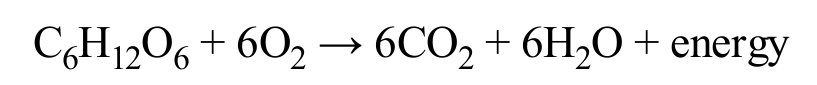 C₆H₁₂O₆ + 6O₂ → 6CO₂ + 6H₂O + energy